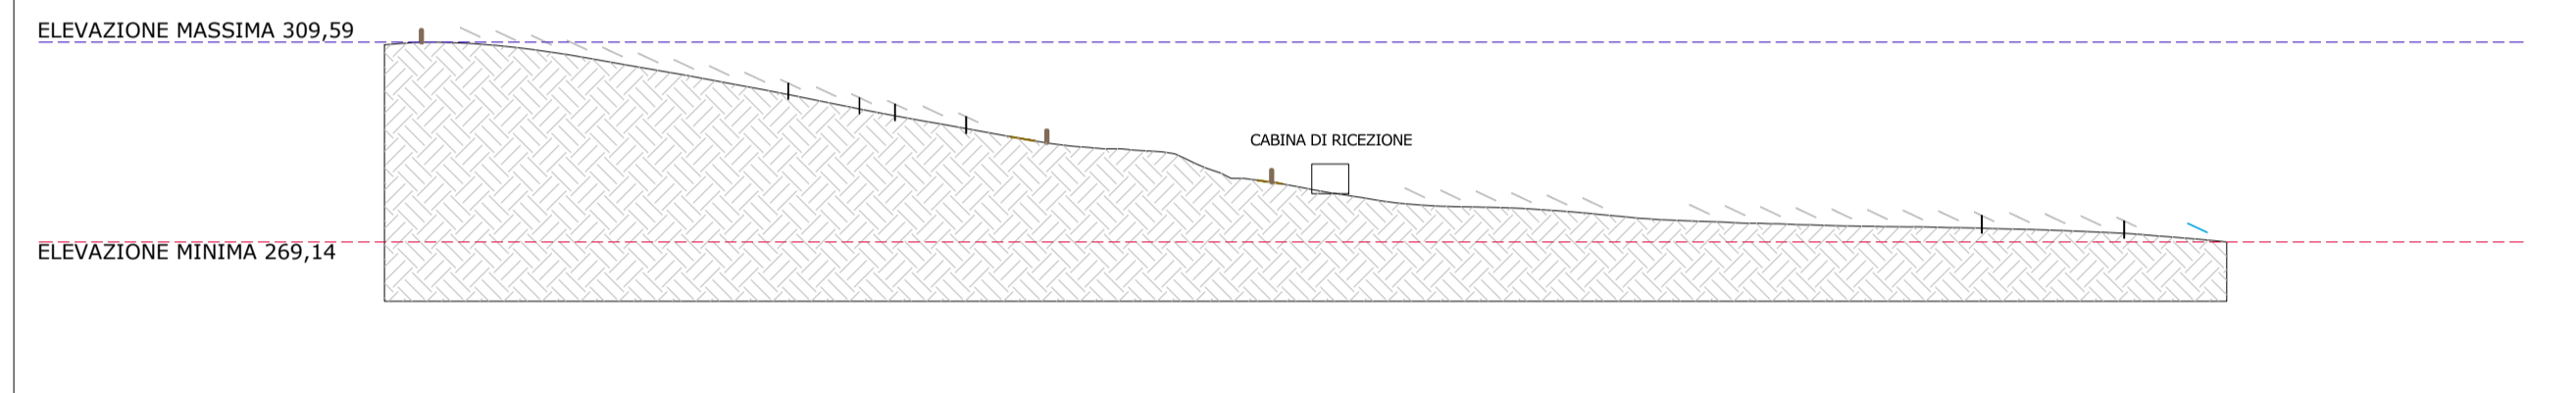 ELEVAZIONE MASSIMA 309,59
CABINA DI RICEZIONE
ELEVAZIONE MINIMA 269,14